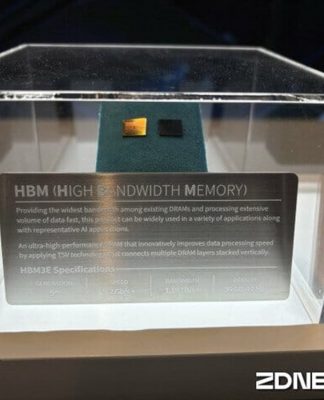 HBM (HIGH BANDWIDTH MEMORY)
Providing the widest bandwidth among existing DRAMs and processing extensive
volume of data fast, this product can be widely used in a variety of applications along
with representative AI applications.
An ultra-high-performance DRAM that innovatively improves data processing speed
by applying TSV technology that connects multiple DRAM layers stacked vertically.
HBM3E Specifications
GENERATION SPEED BANDWIDTH
ZDNE